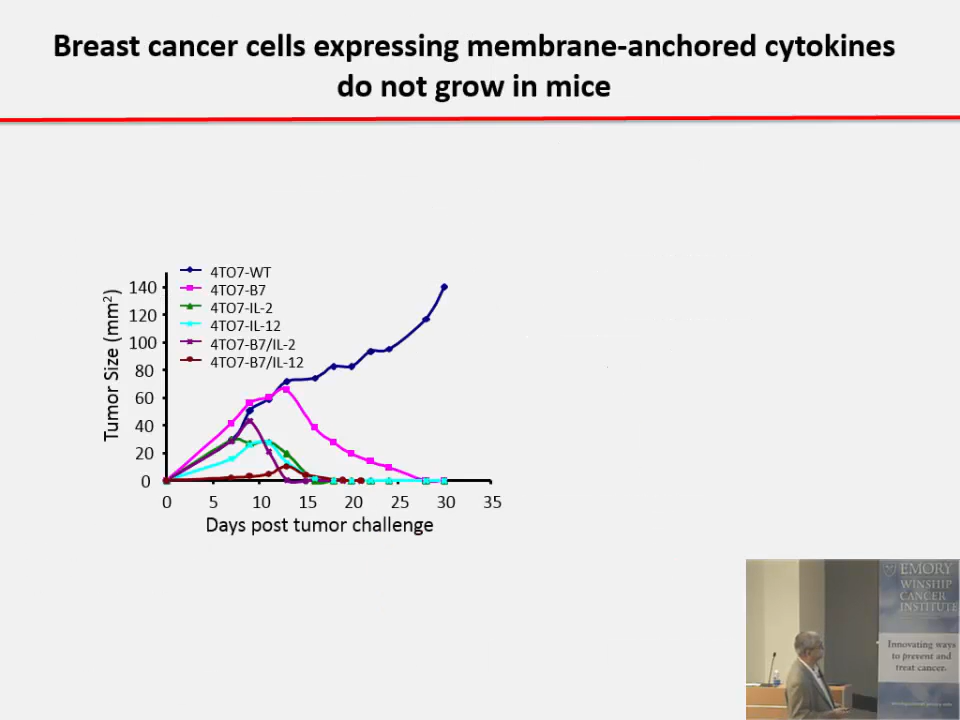 Breast cancer cells expressing membrane-anchored cytokines
do not grow in mice
4TO7-WT
4TO7-B7
4TO7-IL-2
4TO7-IL-12
4TO7-B7/IL-2
4TO7-B7/IL-12
Tumor Size (mm²)
140
120
100
80
60
40
20
0
0 5 10 15 20 25 30 35
Days post tumor challenge
EMORY
WINSHIP
CANCER
INSTITUTE
Innovating ways
to prevent and
treat cancer.